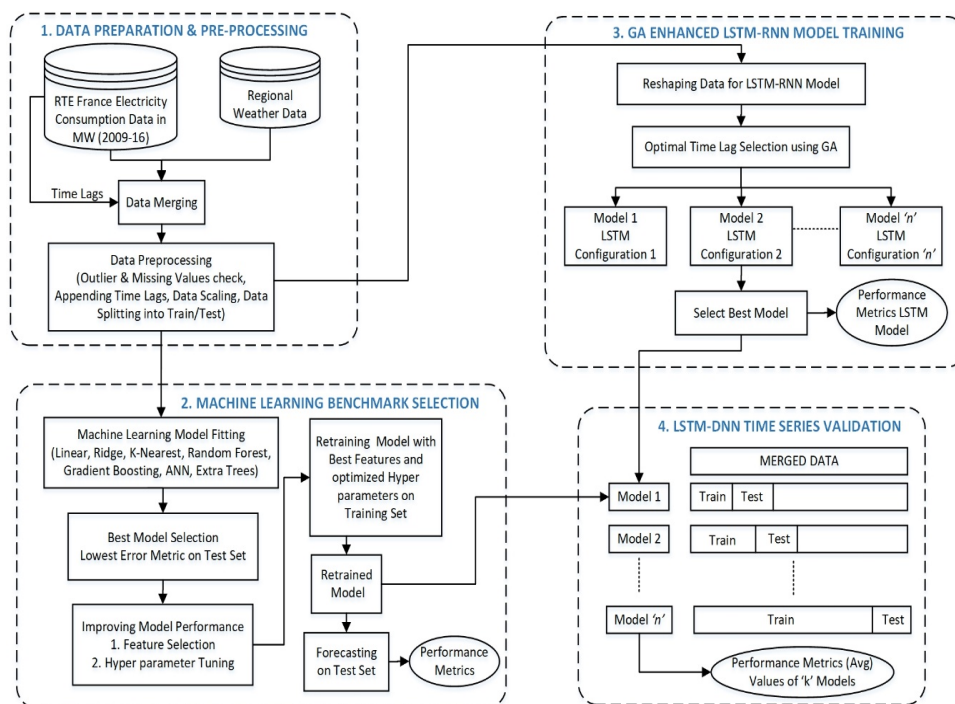 1. DATA PREPARATION & PRE-PROCESSING
RTE France Electricity
Consumption Data in
MW (2009-16)
Regional
Weather Data
Time Lags
Data Merging
Data Preprocessing
(Outlier & Missing Values check,
Appending Time Lags, Data Scaling, Data
Splitting into Train/Test)
2. MACHINE LEARNING BENCHMARK SELECTION
Machine Learning Model Fitting
(Linear, Ridge, K-Nearest, Random Forest,
Gradient Boosting, ANN, Extra Trees)
Best Model Selection
Lowest Error Metric on Test Set
Improving Model Performance
1. Feature Selection
2. Hyper parameter Tuning
Retraining Model with
Best Features and
optimized Hyper
parameters on
Training Set
Retrained
Model
Forecasting
on Test Set
Performance
Metrics
3. GA ENHANCED LSTM-RNN MODEL TRAINING
Reshaping Data for LSTM-RNN Model
Optimal Time Lag Selection using GA
Model 1
LSTM
Configuration 1
Model 2
LSTM
Configuration 2
Model 'n'
LSTM
Configuration 'n'
Select Best Model
Performance
Metrics LSTM
Model
4. LSTM-DNN TIME SERIES VALIDATION
MERGED DATA
Model 1
Train
Test
Model 2
Train
Test
Model 'n'
Train
Test
Performance Metrics (Avg)
Values of 'k' Models